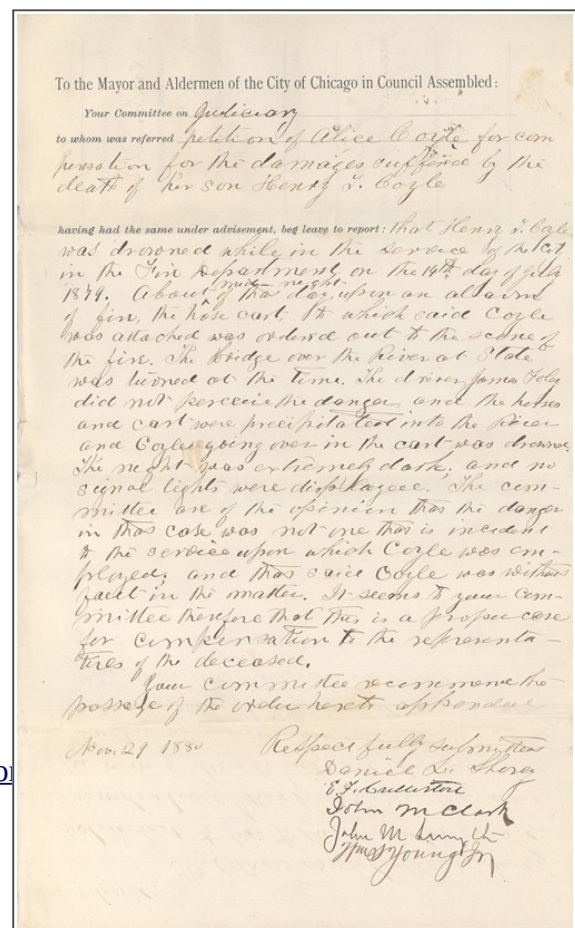 To the Mayor and Aldermen of the City of Chicago in Council Assembled:
Your Committee on Judiciary
to whom was referred petition of Alice Coyle for com
pensation for the damages suffered by the
death of her son Henry T. Coyle
having had the same under advisement, beg leave to report: that Henry T. Coyle
was drowned while in the service of the City
in the Fire Department on the 14th day of July
1879. About mid-night of that day, upon an alarm
of fire, the hose cart to which said Coyle
was attached was ordered out to the scene of
the fire. The bridge over the River at State
was turned at the time. The driver James Foley
did not perceive the danger, and the horses
and cart were precipitated into the River
and Coyle going over in the cart was drowned.
The night was extremely dark, and no
signal lights were displayed. The com-
mittee are of the opinion that the danger
in that case was not one that is incident
to the service upon which Coyle was em-
ployed, and that said Coyle was without
fault in the matter. It seems to your com-
mittee therefore that this is a proper case
for compensation to the representa-
tives of the deceased.
Your committee recommend the
passage of the order hereto appended
Nov. 29 1880 Respectfully submitted
Daniel L. Shorey
E. F. Cullerton
John M Clark
John M Smyth
Wm S Young Jr